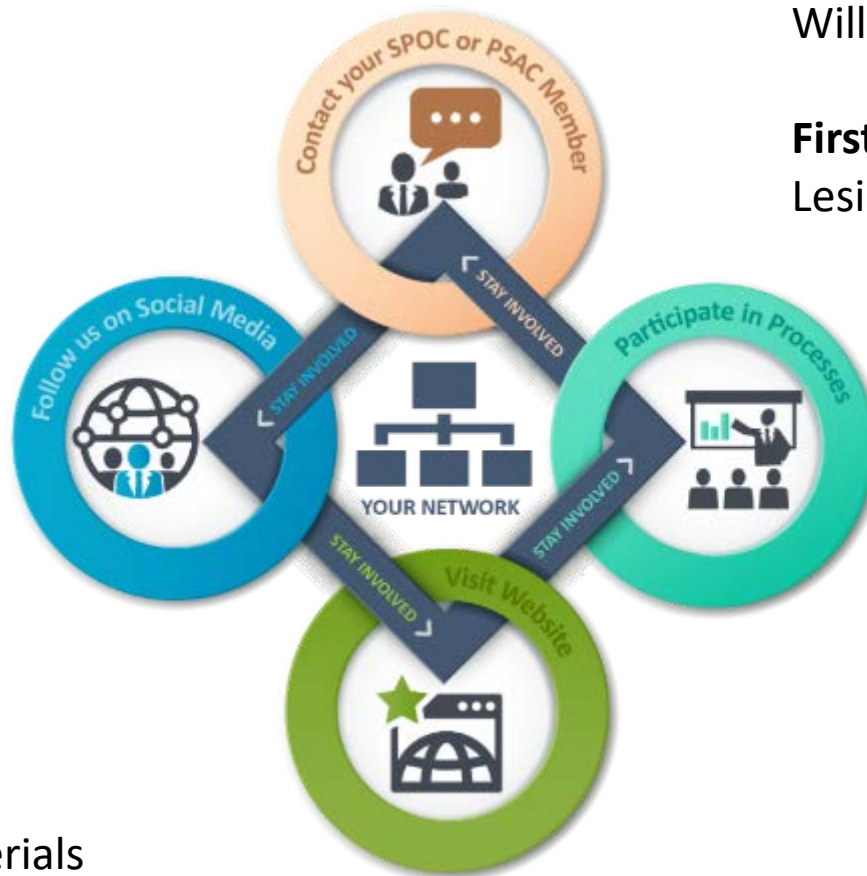 Will
Contact your SPOC or PSAC Member
First
Lesi
STAY INVOLVED
Follow us on Social Media
STAY INVOLVED
Participate in Processes
YOUR NETWORK
STAY INVOLVED
STAY INVOLVED
Visit Website
erials